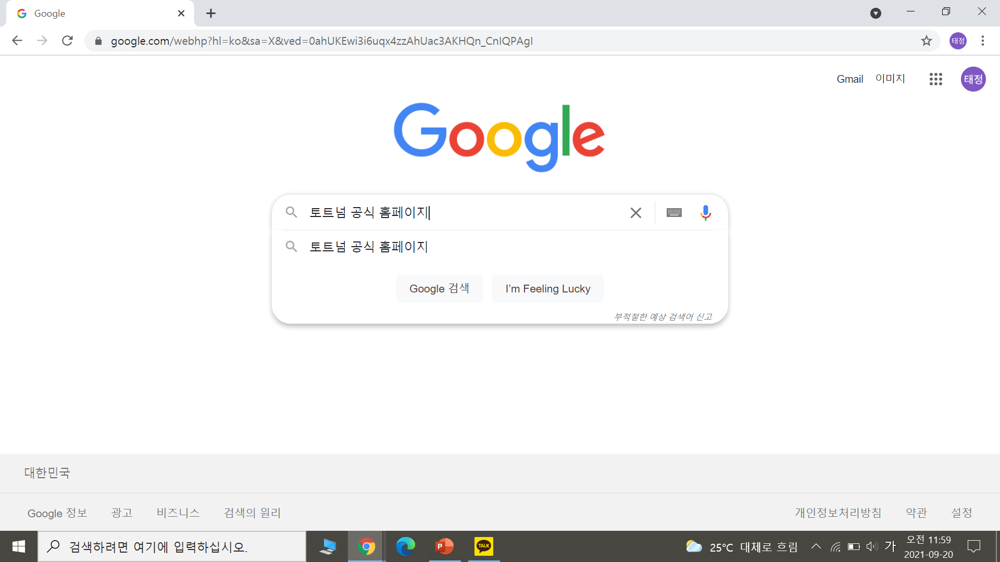 Google
google.com/webhp?hl=ko&sa=X&ved=0ahUKEwi3i6uqx4zzAhUac3AKHQn_CnIQPAgI
태정
Gmail 이미지 태정
Google
토트넘 공식 홈페이지
토트넘 공식 홈페이지
Google 검색 I'm Feeling Lucky
부적절한 예상 검색어 신고
대한민국
Google 정보 광고 비즈니스 검색의 원리 개인정보처리방침 약관 설정
검색하려면 여기에 입력하십시오.
P
TALK
25°C 대체로 흐림
가
오전 11:59
2021-09-20